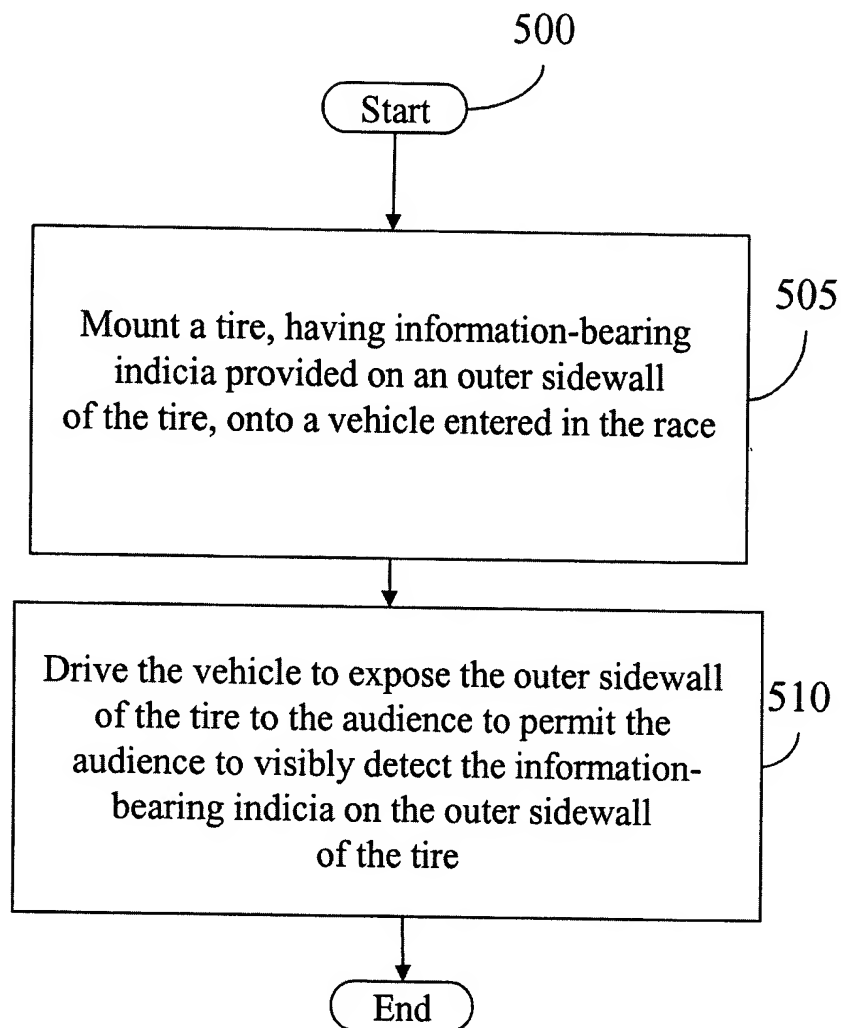 500
Start
505
Mount a tire, having information-bearing
indicia provided on an outer sidewall
of the tire, onto a vehicle entered in the race
510
Drive the vehicle to expose the outer sidewall
of the tire to the audience to permit the
audience to visibly detect the information-
bearing indicia on the outer sidewall
of the tire
End